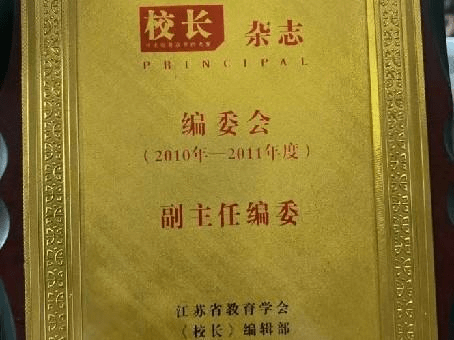 校长 杂志
PRINCIPAL
编委会
(2010年—2011年度)
副主任编委
江苏省教育学会
《校长》编辑部